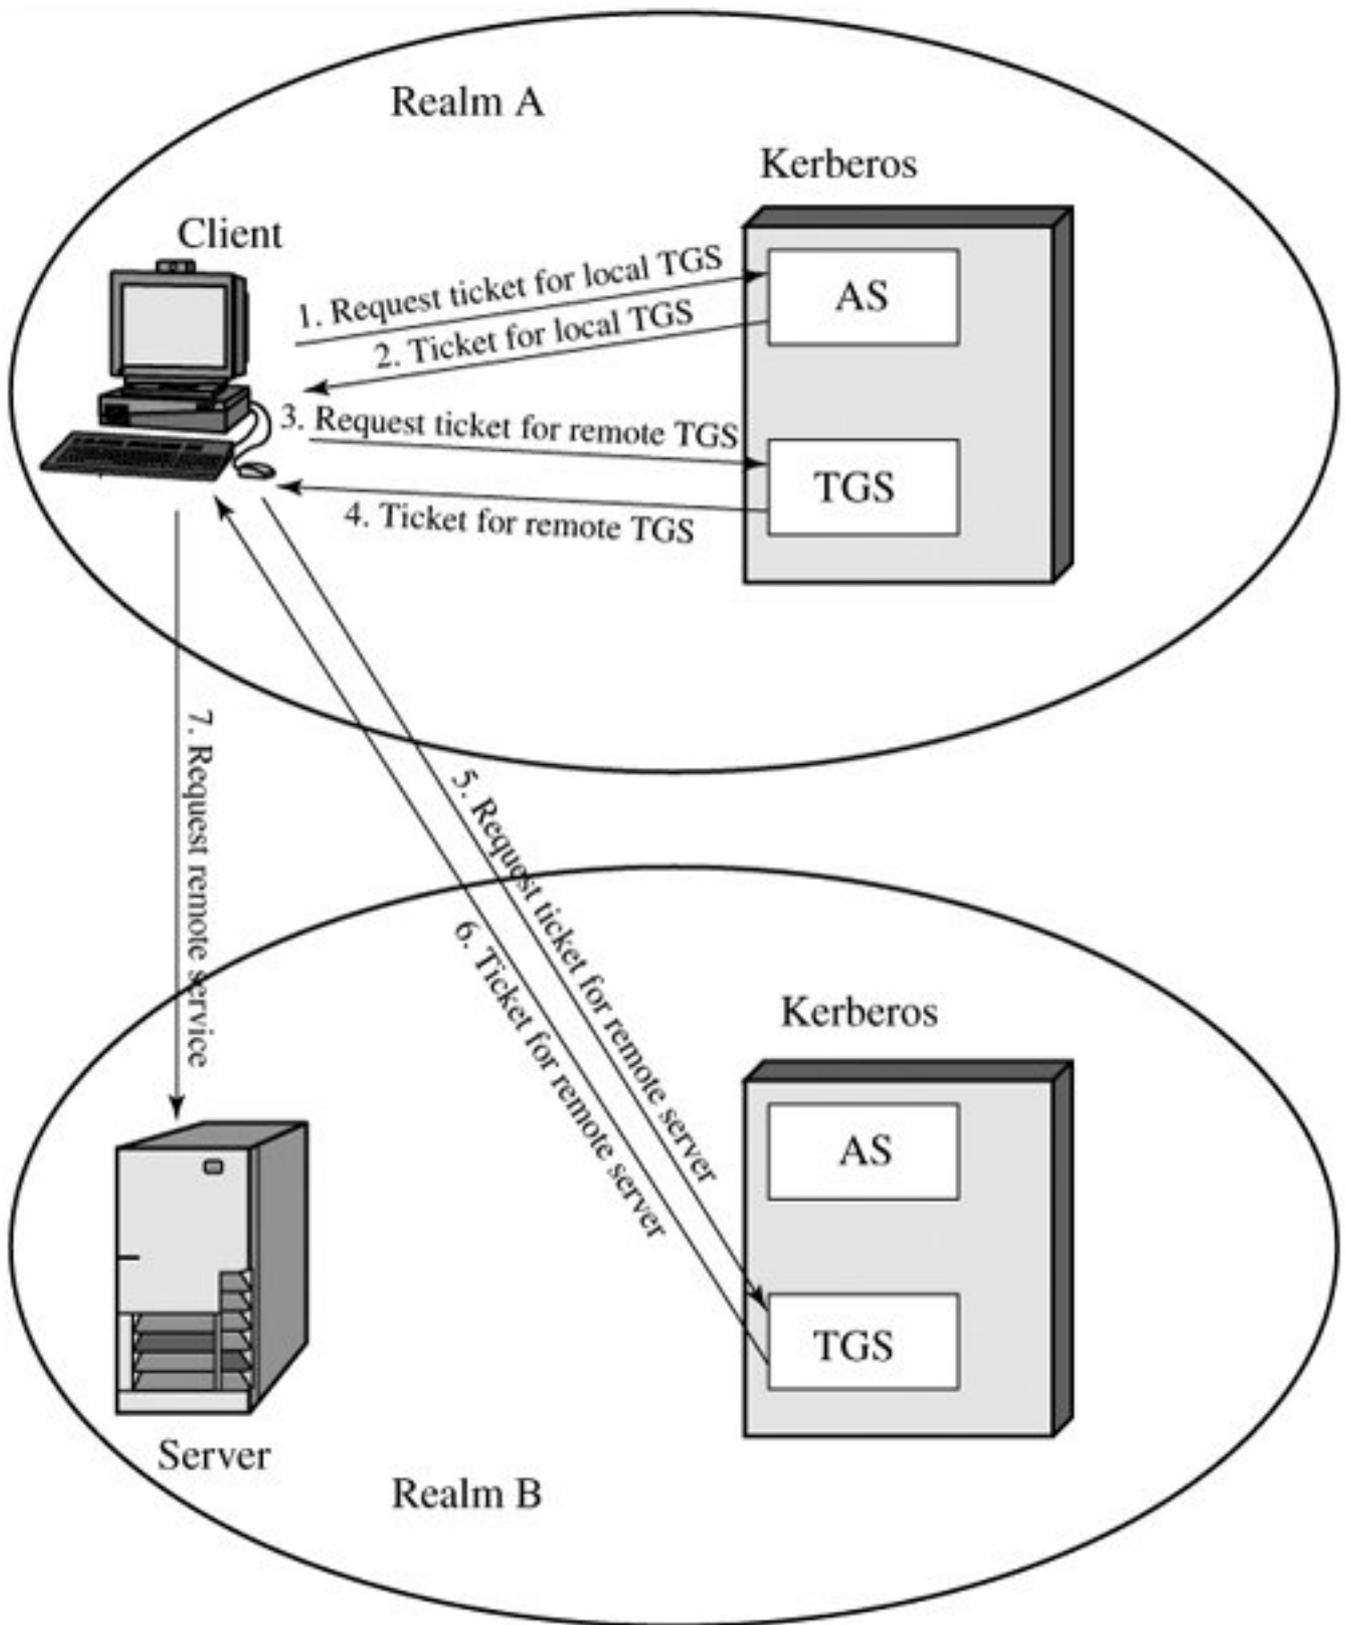 Realm A
Kerberos
Client
1. Request ticket for local TGS
AS
2. Ticket for local TGS
3. Request ticket for remote TGS
TGS
4. Ticket for remote TGS
7. Request remote service
5. Request ticket for remote server
6. Ticket for remote server
Kerberos
AS
TGS
Server
Realm B